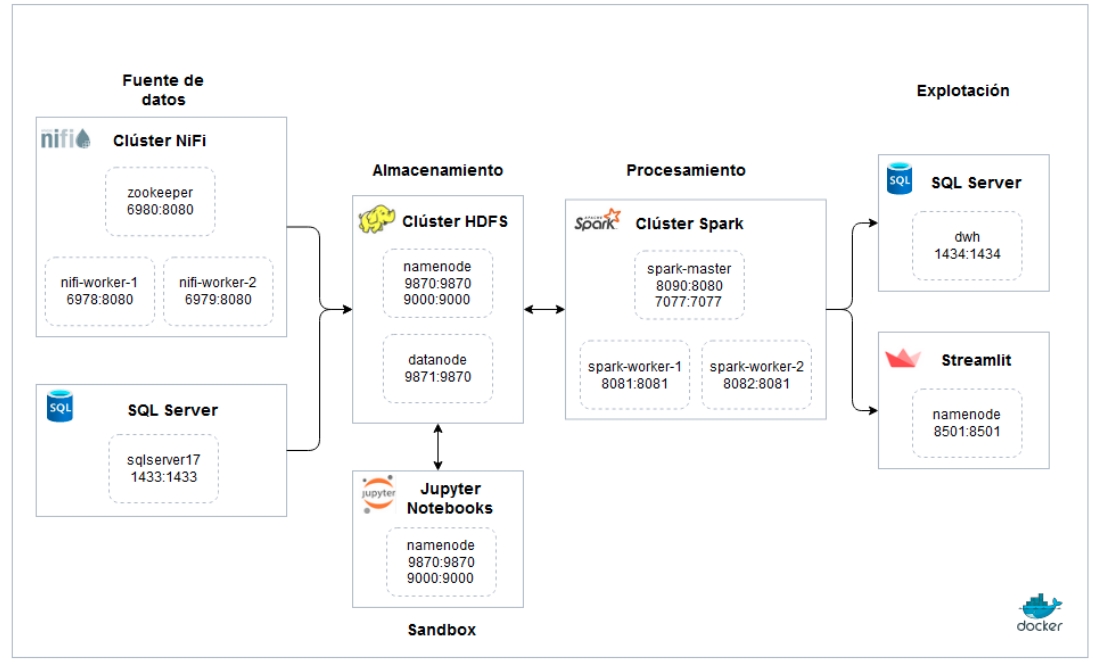 Fuente de
datos
nifi
Clúster NiFi
zookeeper
6980:8080
nifi-worker-1
6978:8080
nifi-worker-2
6979:8080
SQL
SQL Server
sqlserver17
1433:1433
Almacenamiento
Clúster HDFS
namenode
9870:9870
9000:9000
datanode
9871:9870
jupyter
Jupyter
Notebooks
namenode
9870:9870
9000:9000
Sandbox
Procesamiento
APACHE
Spark
Clúster Spark
spark-master
8090:8080
7077:7077
spark-worker-1
8081:8081
spark-worker-2
8082:8081
Explotación
SQL
SQL Server
dwh
1434:1434
Streamlit
namenode
8501:8501
docker